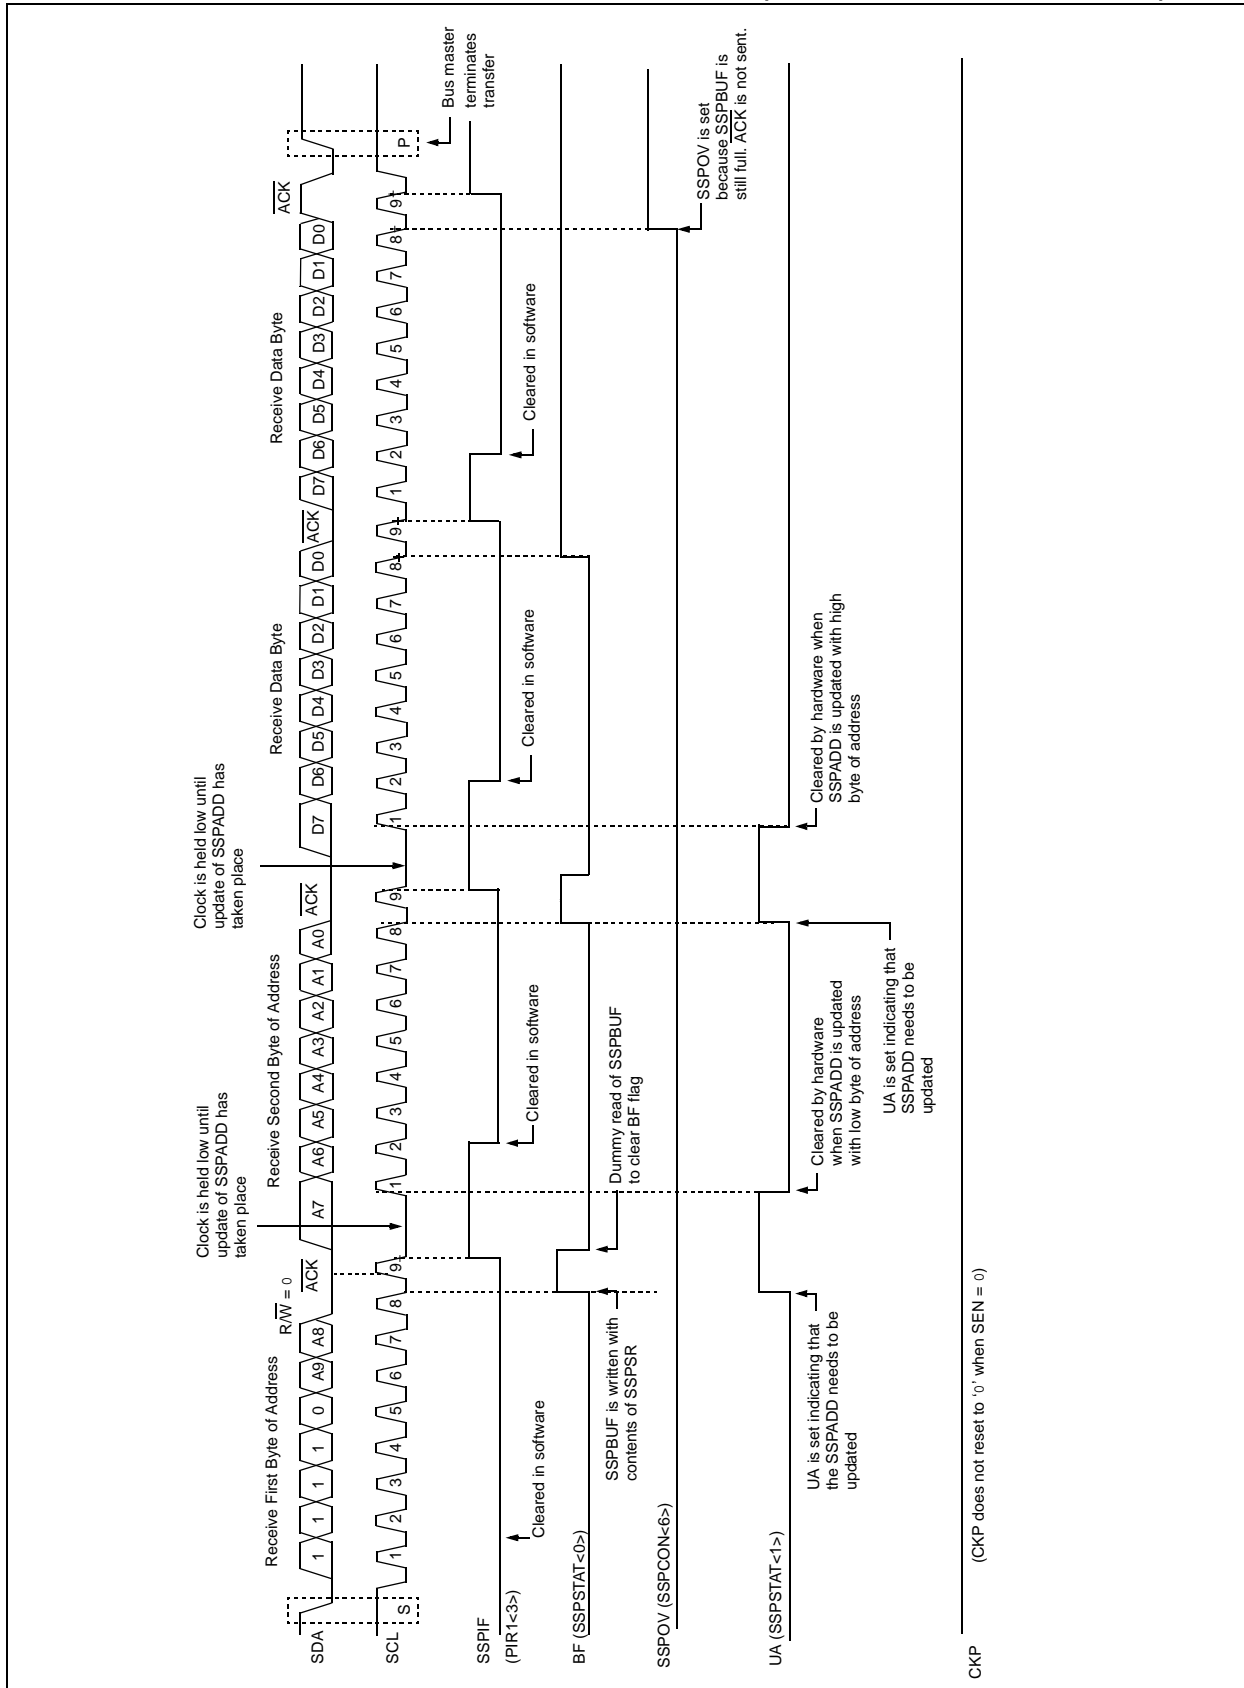 Clock is held low until
update of SSPADD has
taken place
Clock is held low until
update of SSPADD has
taken place
Receive First Byte of Address
R/W = 0
Receive Second Byte of Address
Receive Data Byte
Receive Data Byte
ACK
SDA
1 1 1 1 0 A9 A8 ACK A7 A6 A5 A4 A3 A2 A1 A0 ACK D7 D6 D5 D4 D3 D2 D1 D0 ACK D7 D6 D5 D4 D3 D2 D1 D0
SCL
S 1 2 3 4 5 6 7 8 9 1 2 3 4 5 6 7 8 9 1 2 3 4 5 6 7 8 9 1 2 3 4 5 6 7 8 9 P
Bus master
terminates
transfer
SSPIF
(PIR1<3>)
Cleared in software
Cleared in software
Cleared in software
Cleared in software
BF (SSPSTAT<0>)
SSPBUF is written with
contents of SSPSR
Dummy read of SSPBUF
to clear BF flag
SSPOV (SSPCON<6>)
SSPOV is set
because SSPBUF is
still full. ACK is not sent.
UA (SSPSTAT<1>)
UA is set indicating that
the SSPADD needs to be
updated
Cleared by hardware
when SSPADD is updated
with low byte of address
UA is set indicating that
SSPADD needs to be
updated
Cleared by hardware when
SSPADD is updated with high
byte of address
CKP
(CKP does not reset to ‘0’ when SEN = 0)